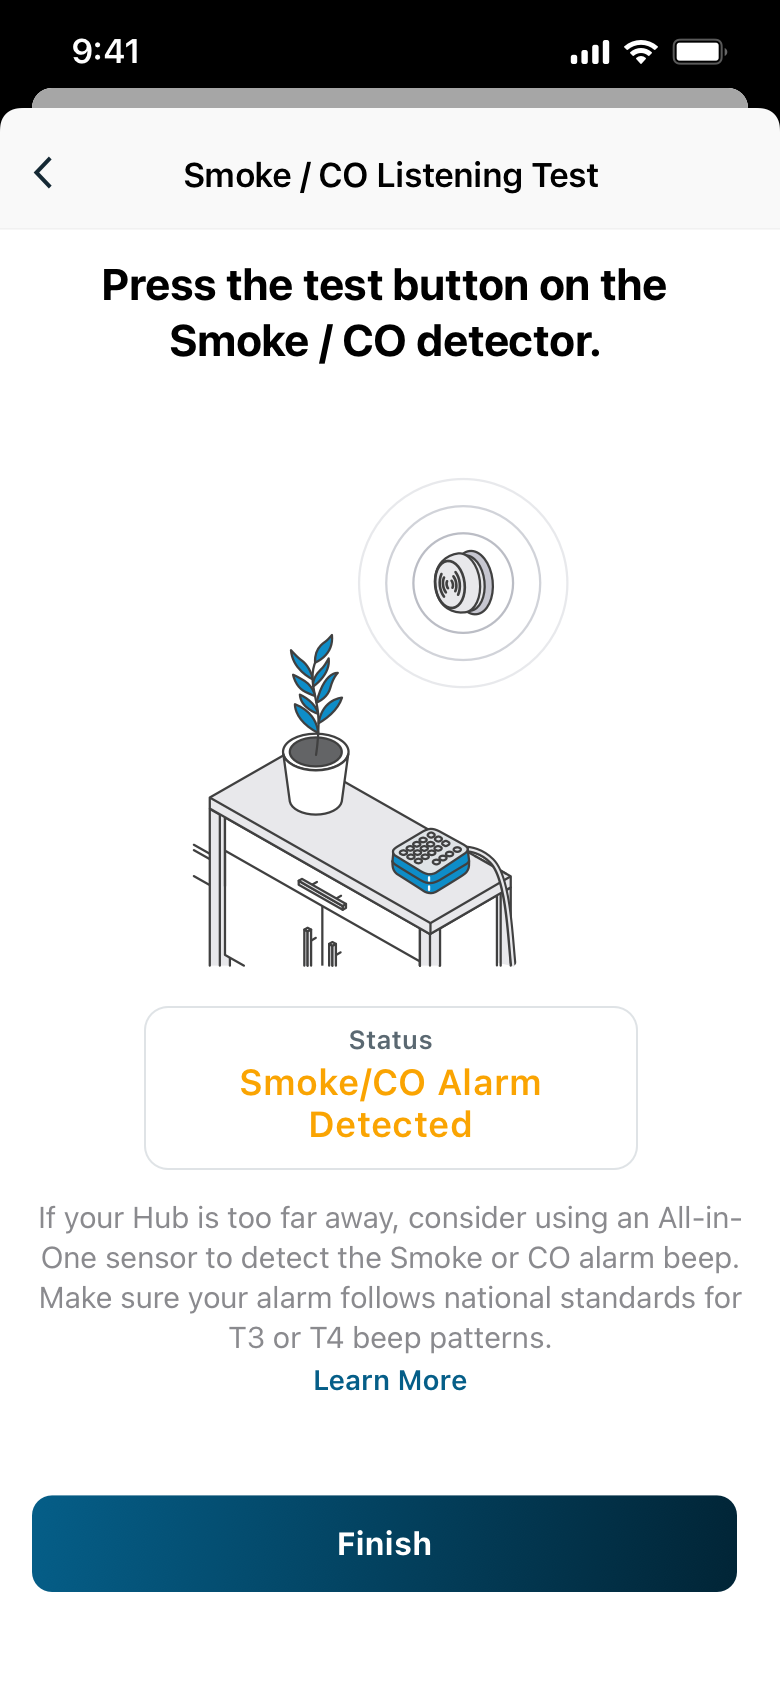 9:41
Smoke / CO Listening Test
Press the test button on the
Smoke / CO detector.
Status
Smoke/CO Alarm
Detected
If your Hub is too far away, consider using an All-in-
One sensor to detect the Smoke or CO alarm beep.
Make sure your alarm follows national standards for
T3 or T4 beep patterns.
Learn More
Finish